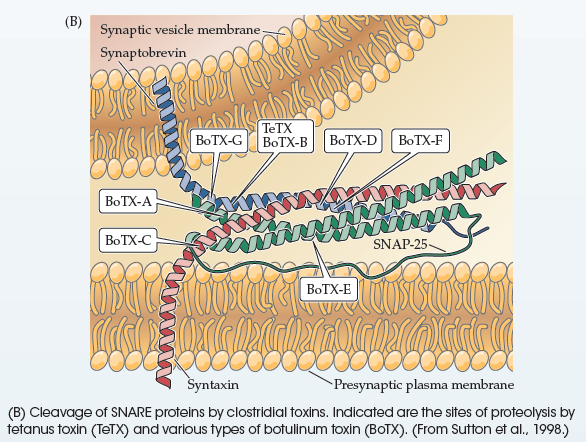 (B)
Synaptic vesicle membrane
Synaptobrevin
BoTX-G
TeTX
BoTX-B
BoTX-D
BoTX-F
BoTX-A
BoTX-C
SNAP-25
BoTX-E
Syntaxin
Presynaptic plasma membrane
(B) Cleavage of SNARE proteins by clostridial toxins. Indicated are the sites of proteolysis by
tetanus toxin (TeTX) and various types of botulinum toxin (BoTX). (From Sutton et al., 1998.)